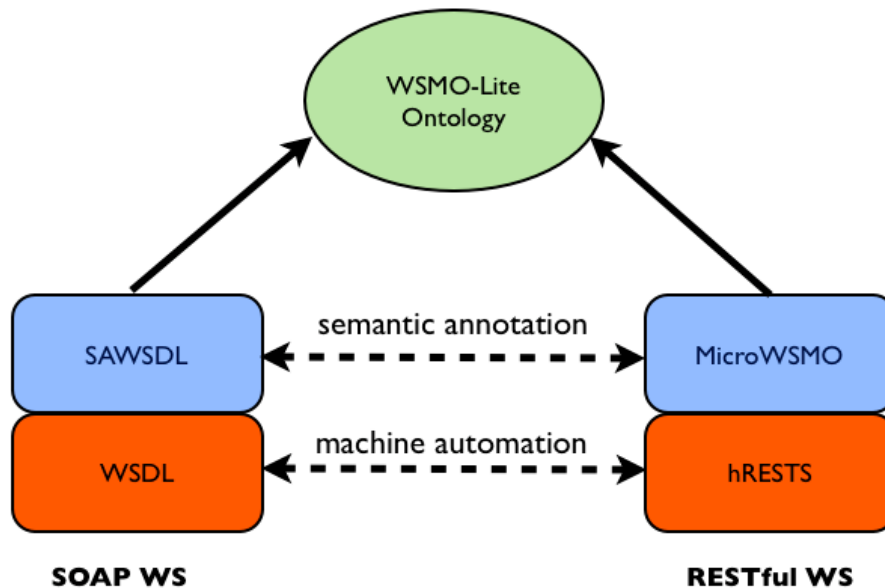 WSMO-Lite
Ontology
semantic annotation
SAWSDL
MicroWSMO
machine automation
WSDL
hRESTS
SOAP WS
RESTful WS